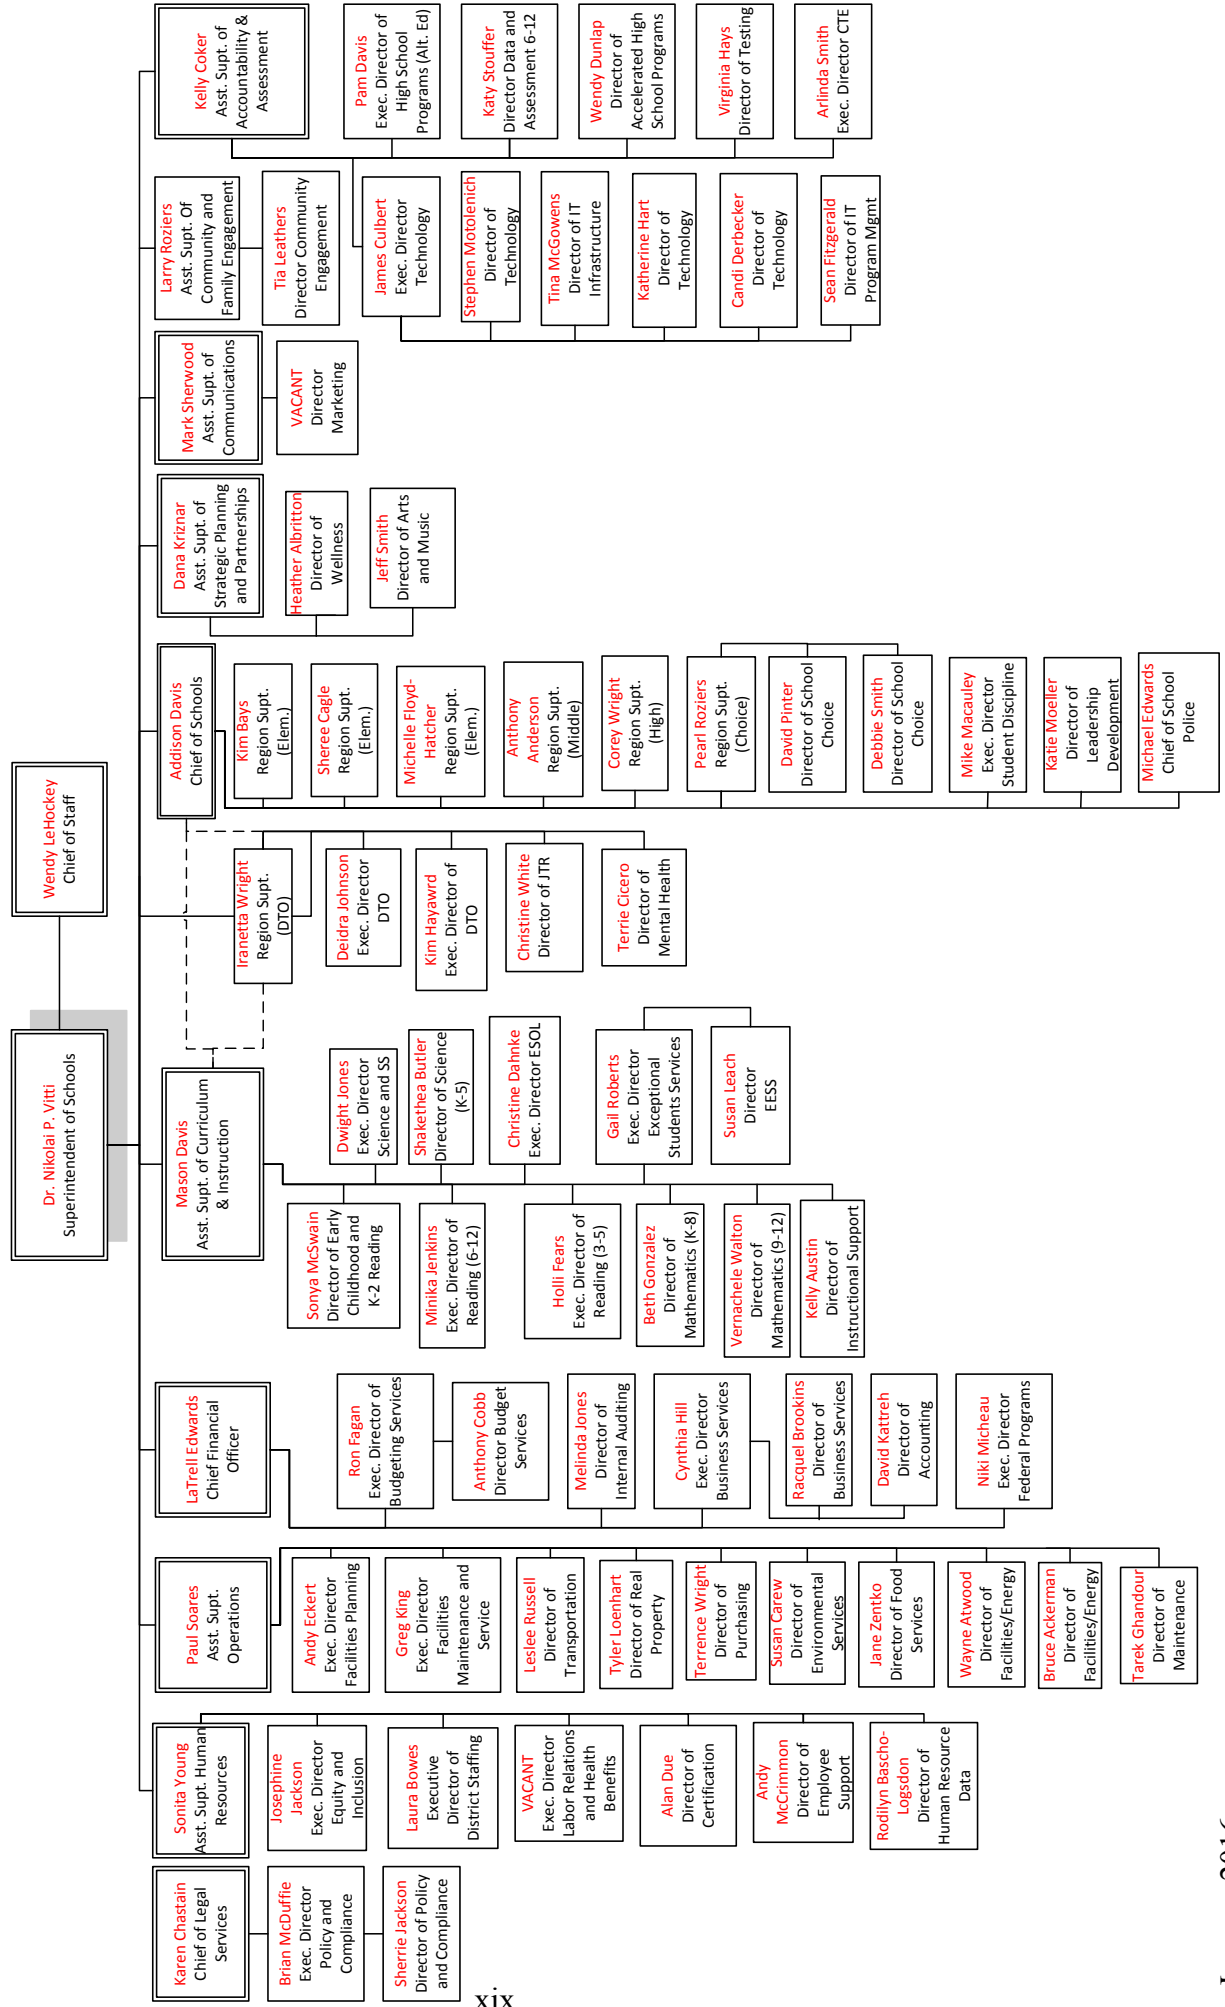 Dr. Nikolai P. Vitti
Superintendent of Schools
Wendy LeHockey
Chief of Staff
Karen Chastain
Chief of Legal
Services
Brian McDuffie
Exec. Director
Policy and
Compliance
Sherrie Jackson
Director of Policy
and Compliance
Sonita Young
Asst. Supt. Human
Resources
Josephine
Jackson
Exec. Director
Equity and
Inclusion
Laura Bowes
Executive
Director of
District Staffing
VACANT
Exec. Director
Labor Relations
and Health
Benefits
Alan Due
Director of
Certification
Andy
McCrimmon
Director of
Employee
Support
Rodilyn Bascho-
Logsdon
Director of
Human Resource
Data
Paul Soares
Asst. Supt.
Operations
Andy Eckert
Exec. Director
Facilities Planning
Greg King
Exec. Director
Facilities
Maintenance and
Service
Leslee Russell
Director of
Transportation
Tyler Loenhart
Director of Real
Property
Terrence Wright
Director of
Purchasing
Susan Carew
Director of
Environmental
Services
Jane Zentko
Director of Food
Services
Wayne Atwood
Director of
Facilities/Energy
Bruce Ackerman
Director of
Facilities/Energy
Tarek Ghandour
Director of
Maintenance
LaTrell Edwards
Chief Financial
Officer
Ron Fagan
Exec. Director of
Budgeting Services
Anthony Cobb
Director Budget
Services
Melinda Jones
Director of
Internal Auditing
Cynthia Hill
Exec. Director
Business Services
Racquel Brookins
Director of
Business Services
David Kattreh
Director of
Accounting
Niki Micheau
Exec. Director
Federal Programs
Mason Davis
Asst. Supt. of Curriculum
& Instruction
Sonya McSwain
Director of Early
Childhood and
K-2 Reading
Minika Jenkins
Exec. Director of
Reading (6-12)
Holli Fears
Exec. Director of
Reading (3-5)
Beth Gonzalez
Director of
Mathematics (K-8)
Vernachele Walton
Director of
Mathematics (9-12)
Kelly Austin
Director of
Instructional Support
Dwight Jones
Exec. Director
Science and SS
Shakethea Butler
Director of Science
(K-5)
Christine Dahnke
Exec. Director ESOL
Gail Roberts
Exec. Director
Exceptional
Students Services
Susan Leach
Director
EESS
Iranetta Wright
Region Supt.
(DTO)
Deidra Johnson
Exec. Director
DTO
Kim Hayawrd
Exec. Director of
DTO
Christine White
Director of JTR
Terrie Cicero
Director of
Mental Health
Addison Davis
Chief of Schools
Kim Bays
Region Supt.
(Elem.)
Sheree Cagle
Region Supt.
(Elem.)
Michelle Floyd-
Hatcher
Region Supt.
(Elem.)
Anthony
Anderson
Region Supt.
(Middle)
Corey Wright
Region Supt.
(High)
Pearl Roziers
Region Supt.
(Choice)
David Pinter
Director of School
Choice
Debbie Smith
Director of School
Choice
Mike Macauley
Exec. Director
Student Discipline
Katie Moeller
Director of
Leadership
Development
Michael Edwards
Chief of School
Police
Dana Kriznar
Asst. Supt. of
Strategic Planning
and Partnerships
Heather Albritton
Director of
Wellness
Jeff Smith
Director of Arts
and Music
Mark Sherwood
Asst. Supt. of
Communications
VACANT
Director
Marketing
Larry Roziers
Asst. Supt. Of
Community and
Family Engagement
Tia Leathers
Director Community
Engagement
James Culbert
Exec. Director
Technology
Stephen Motolenich
Director of
Technology
Tina McGowens
Director of IT
Infrastructure
Katherine Hart
Director of
Technology
Candi Derbecker
Director of
Technology
Sean Fitzgerald
Director of IT
Program Mgmt
Kelly Coker
Asst. Supt. of
Accountability &
Assessment
Pam Davis
Exec. Director of
High School
Programs (Alt. Ed)
Katy Stouffer
Director Data and
Assessment 6-12
Wendy Dunlap
Director of
Accelerated High
School Programs
Virginia Hays
Director of Testing
Arlinda Smith
Exec. Director CTE
xix